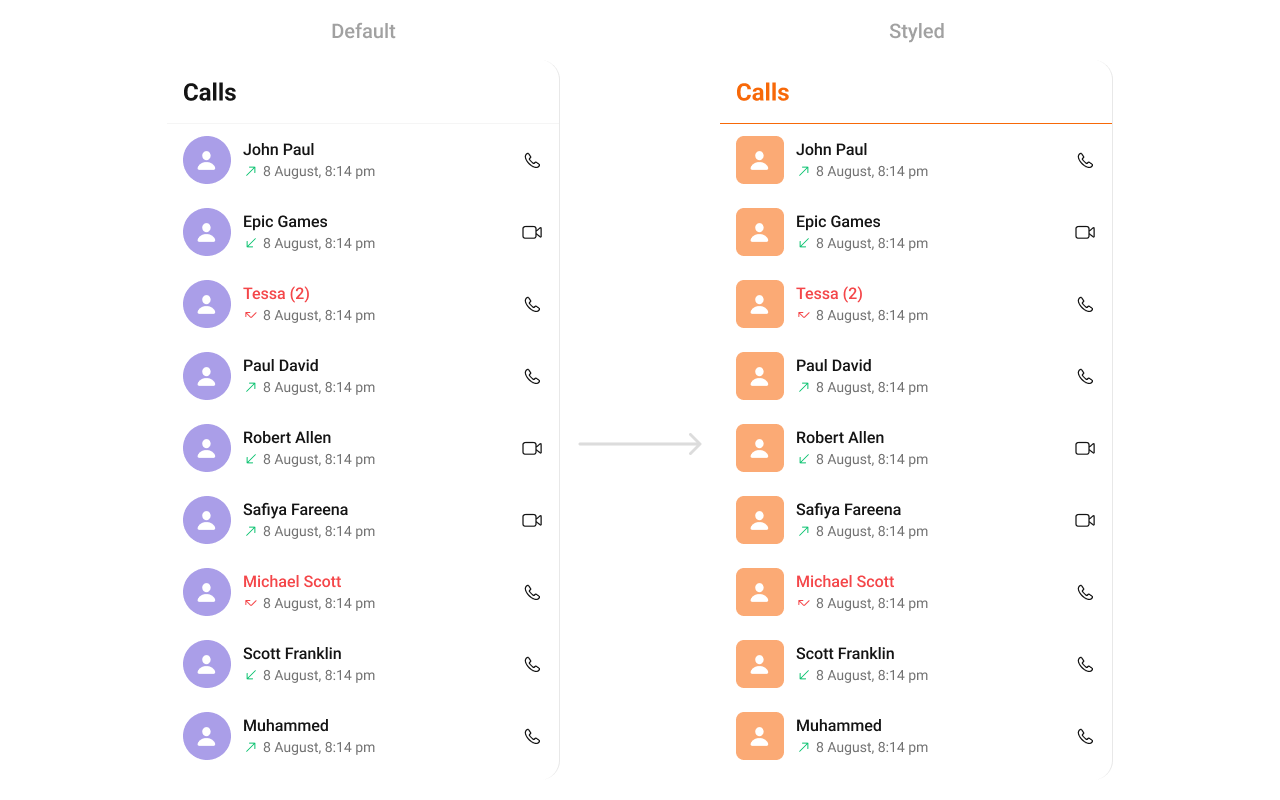 Default
Calls
John Paul
8 August, 8:14 pm
Epic Games
8 August, 8:14 pm
Tessa (2)
8 August, 8:14 pm
Paul David
8 August, 8:14 pm
Robert Allen
8 August, 8:14 pm
Safiya Fareena
8 August, 8:14 pm
Michael Scott
8 August, 8:14 pm
Scott Franklin
8 August, 8:14 pm
Muhammed
8 August, 8:14 pm
Styled
Calls
John Paul
8 August, 8:14 pm
Epic Games
8 August, 8:14 pm
Tessa (2)
8 August, 8:14 pm
Paul David
8 August, 8:14 pm
Robert Allen
8 August, 8:14 pm
Safiya Fareena
8 August, 8:14 pm
Michael Scott
8 August, 8:14 pm
Scott Franklin
8 August, 8:14 pm
Muhammed
8 August, 8:14 pm